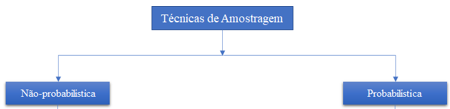 Técnicas de Amostragem
Não-probabilística
Probabilística